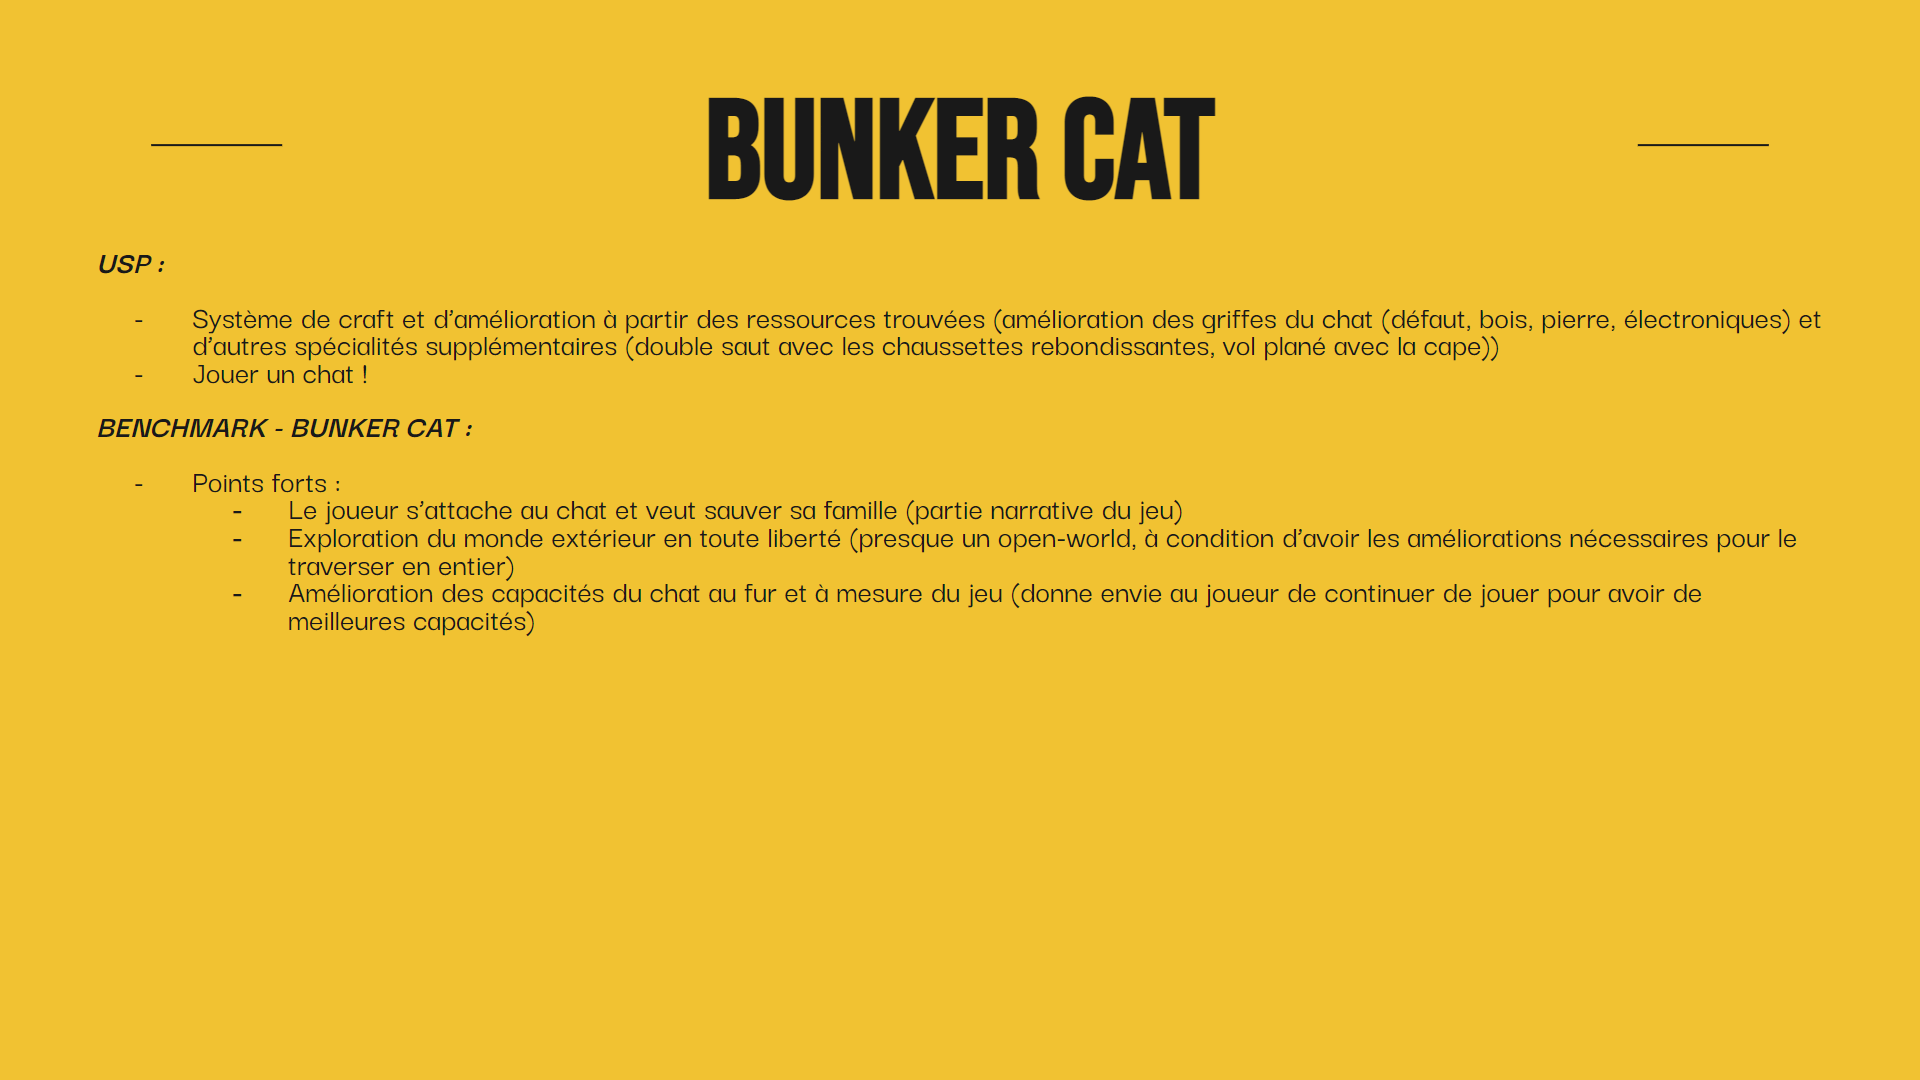 BUNKER CAT
USP :
- Système de craft et d’amélioration à partir des ressources trouvées (amélioration des griffes du chat (défaut, bois, pierre, électroniques) et
d’autres spécialités supplémentaires (double saut avec les chaussettes rebondissantes, vol plané avec la cape))
- Jouer un chat !
BENCHMARK - BUNKER CAT :
- Points forts :
- Le joueur s’attache au chat et veut sauver sa famille (partie narrative du jeu)
- Exploration du monde extérieur en toute liberté (presque un open-world, à condition d’avoir les améliorations nécessaires pour le
traverser en entier)
- Amélioration des capacités du chat au fur et à mesure du jeu (donne envie au joueur de continuer de jouer pour avoir de
meilleures capacités)